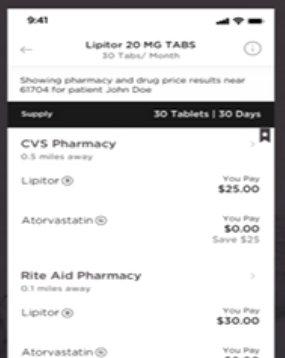 9:41
Lipitor 20 MG TABS
30 Tabs/ Month
Showing pharmacy and drug price results near
61704 for patient John Doe
Supply 30 Tablets | 30 Days
CVS Pharmacy
0.5 miles away
Lipitor You Pay
$25.00
Atorvastatin You Pay
$0.00
Save $25
Rite Aid Pharmacy
0.1 miles away
Lipitor You Pay
$30.00
Atorvastatin You Pay